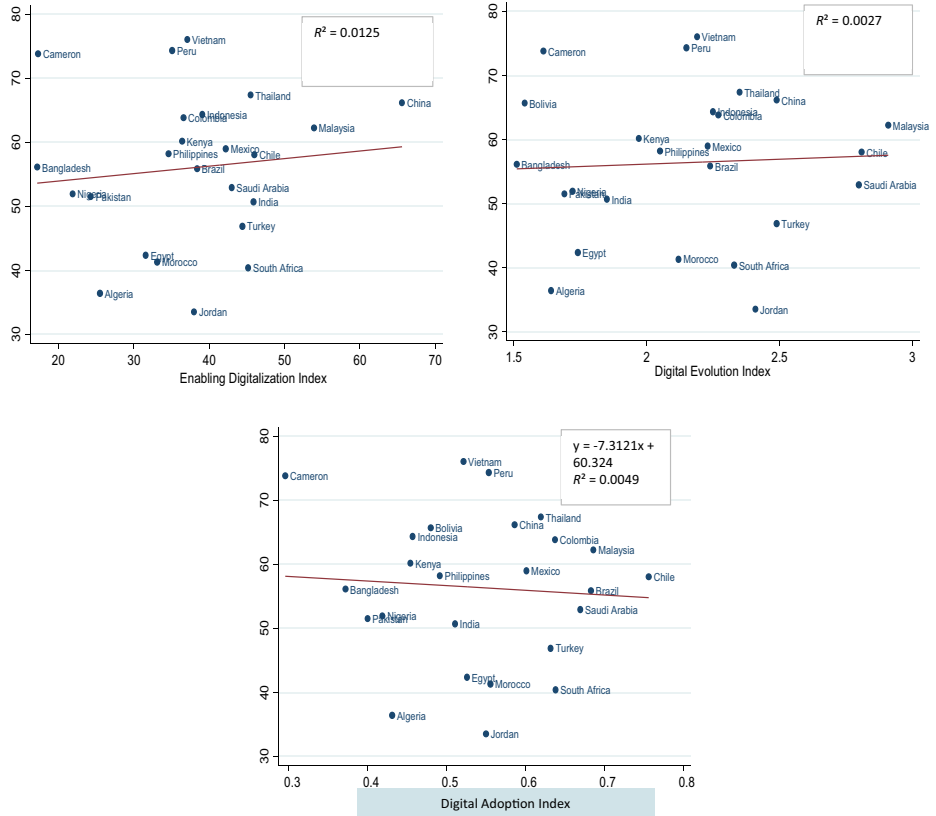 80
70
60
50
40
30
R² = 0.0125
Vietnam
Peru
Cameron
Thailand
China
Indonesia
Colombia
Malaysia
Kenya
Mexico
Philippines
Chile
Bangladesh
Brazil
Saudi Arabia
Nigeria
Pakistan
India
Turkey
Egypt
Morocco
South Africa
Algeria
Jordan
20 30 40 50 60 70
Enabling Digitalization Index
80
70
60
50
40
30
R² = 0.0027
Vietnam
Peru
Cameron
Thailand
China
Bolivia
Indonesia
Colombia
Malaysia
Kenya
Mexico
Philippines
Chile
Bangladesh
Brazil
Saudi Arabia
Nigeria
Pakistan
India
Turkey
Egypt
Morocco
South Africa
Algeria
Jordan
1.5 2 2.5 3
Digital Evolution Index
80
70
60
50
40
30
y = -7.3121x +
60.324
R² = 0.0049
Vietnam
Peru
Cameron
Thailand
China
Bolivia
Indonesia
Colombia
Malaysia
Kenya
Mexico
Philippines
Chile
Bangladesh
Brazil
Saudi Arabia
Nigeria
Pakistan
India
Turkey
Egypt
Morocco
South Africa
Algeria
Jordan
0.3 0.4 0.5 0.6 0.7 0.8
Digital Adoption Index